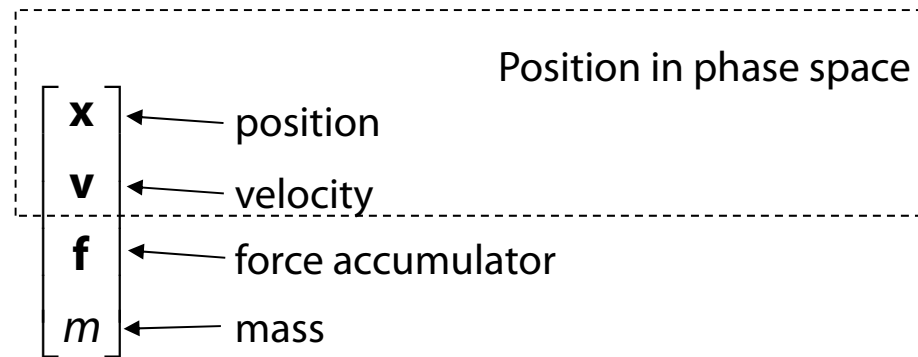 Position in phase space
x position
v velocity
f force accumulator
m mass